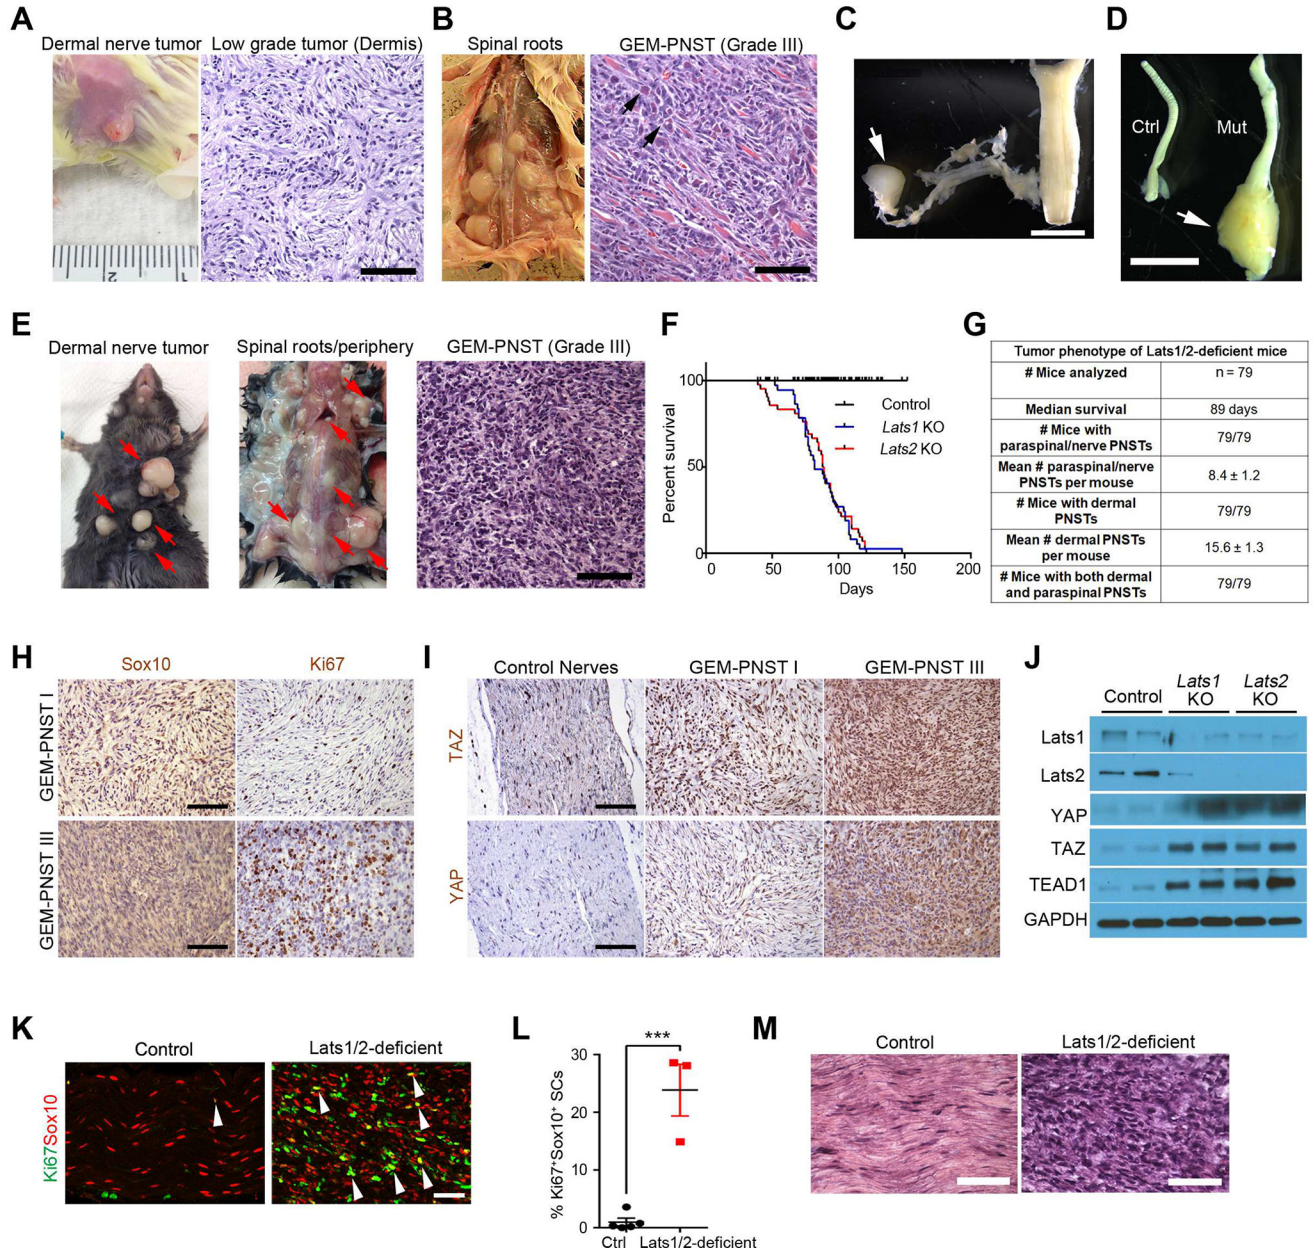 A
Dermal nerve tumor
Low grade tumor (Dermis)
2
1
B
Spinal roots
GEM-PNST (Grade III)
C
D
Ctrl
Mut
E
Dermal nerve tumor
Spinal roots/periphery
GEM-PNST (Grade III)
F
Percent survival
100
50
0
Control
Lats1 KO
Lats2 KO
0
50
100
150
200
Days
G
Tumor phenotype of Lats1/2-deficient mice
# Mice analyzed
n = 79
Median survival
89 days
# Mice with
paraspinal/nerve PNSTs
79/79
Mean # paraspinal/nerve
PNSTs per mouse
8.4 ± 1.2
# Mice with dermal
PNSTs
79/79
Mean # dermal PNSTs
per mouse
15.6 ± 1.3
# Mice with both dermal
and paraspinal PNSTs
79/79
H
Sox10
Ki67
GEM-PNST I
GEM-PNST III
I
Control Nerves
GEM-PNST I
GEM-PNST III
TAZ
YAP
J
Control
Lats1
KO
Lats2
KO
Lats1
Lats2
YAP
TAZ
TEAD1
GAPDH
K
Control
Lats1/2-deficient
Ki67Sox10
L
***
% Ki67⁺Sox10⁺ SCs
30
20
10
0
Ctrl
Lats1/2-deficient
M
Control
Lats1/2-deficient